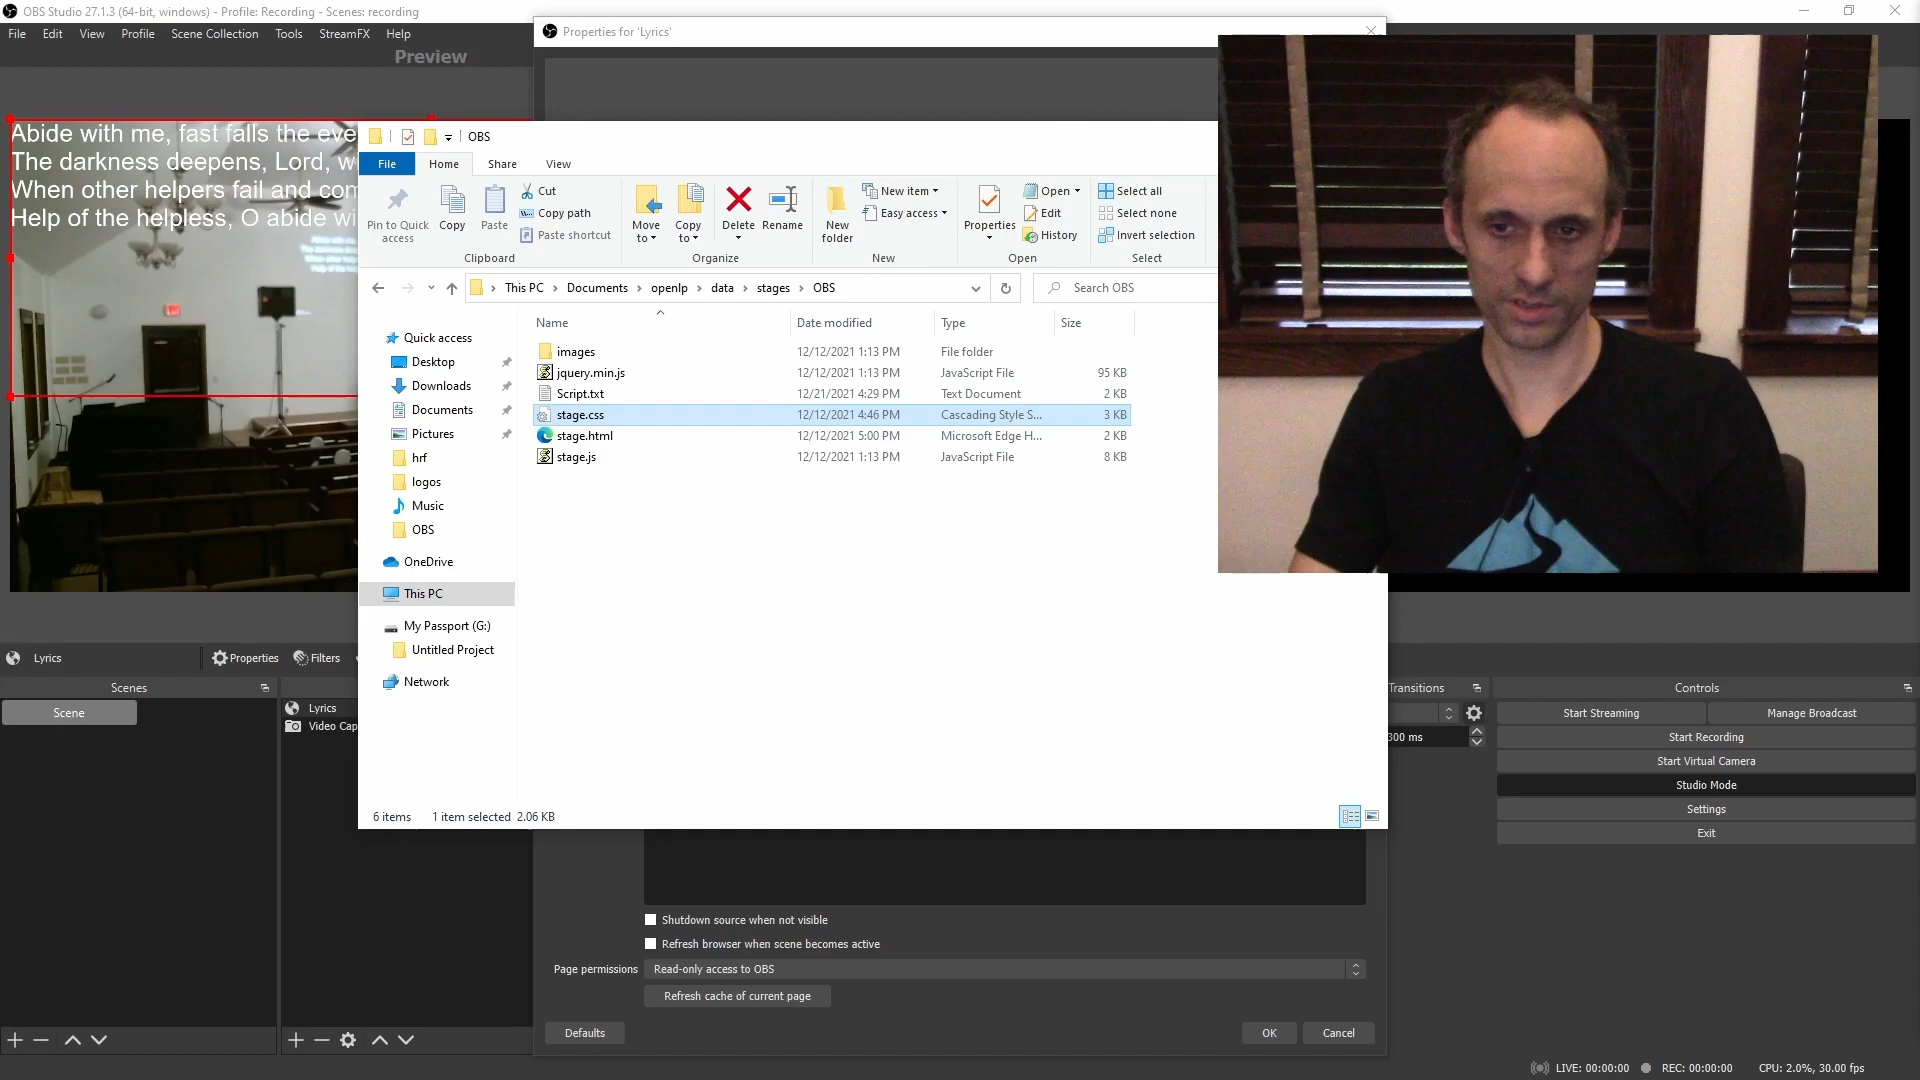 OBS Studio 27.1.3 (64-bit, windows) - Profile: Recording - Scenes: recording
File Edit View Profile Scene Collection Tools StreamFX Help
Preview
Properties for 'Lyrics'
Abide with me, fast falls the eve
The darkness deepens, Lord, w
When other helpers fail and com
Help of the helpless, O abide wi
OBS
File Home Share View
Pin to Quick access
Copy
Paste
Cut
Copy path
Paste shortcut
Move to
Copy to
Delete
Rename
New folder
New item
Easy access
Properties
Open
Edit
History
Select all
Select none
Invert selection
Clipboard Organize New Open Select
This PC > Documents > openlp > data > stages > OBS
Search OBS
Name Date modified Type Size
images 12/12/2021 1:13 PM File folder
jquery.min.js 12/12/2021 1:13 PM JavaScript File 95 KB
Script.txt 12/21/2021 4:29 PM Text Document 2 KB
stage.css 12/12/2021 4:46 PM Cascading Style S... 3 KB
stage.html 12/12/2021 5:00 PM Microsoft Edge H... 2 KB
stage.js 12/12/2021 1:13 PM JavaScript File 8 KB
Quick access
Desktop
Downloads
Documents
Pictures
hrf
logos
Music
OBS
OneDrive
This PC
My Passport (G:)
Untitled Project
Network
6 items 1 item selected 2.06 KB
Lyrics
Properties
Filters
Scenes
Scene
Lyrics
Video Cap
Shutdown source when not visible
Refresh browser when scene becomes active
Page permissions Read-only access to OBS
Refresh cache of current page
Defaults OK Cancel
Transitions
300 ms
Controls
Start Streaming Manage Broadcast
Start Recording
Start Virtual Camera
Studio Mode
Settings
Exit
LIVE: 00:00:00 REC: 00:00:00 CPU: 2.0%, 30.00 fps